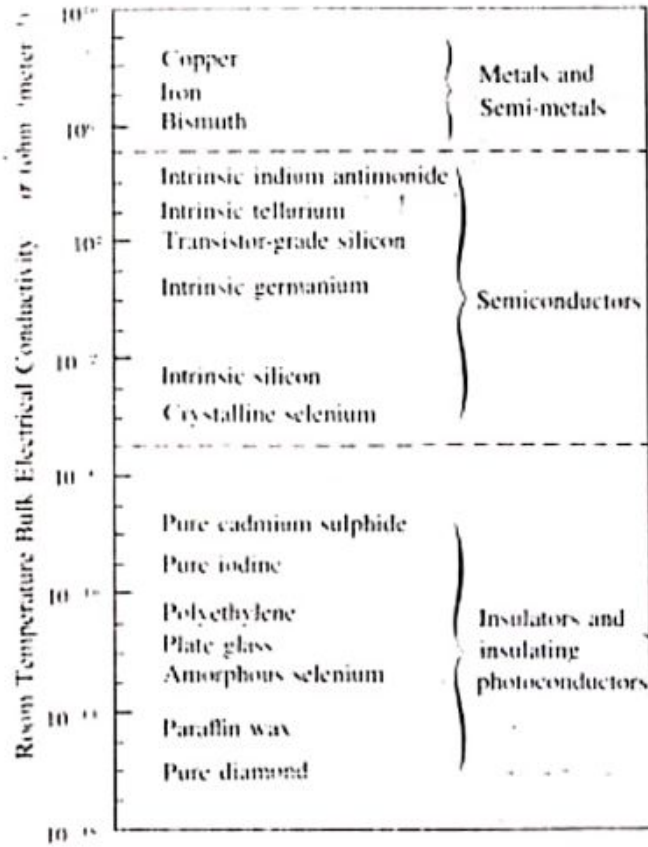 Room Temperature Bulk Electrical Conductivity
Copper
Iron
Bismuth
Metals and
Semi-metals
Intrinsic indium antimonide
Intrinsic tellurium
10²
Transistor-grade silicon
Intrinsic germanium
Semiconductors
Intrinsic silicon
Crystalline selenium
Pure cadmium sulphide
Pure iodine
Polyethylene
Plate glass
Amorphous selenium
Insulators and
insulating
photoconductors
Paraffin wax
Pure diamond